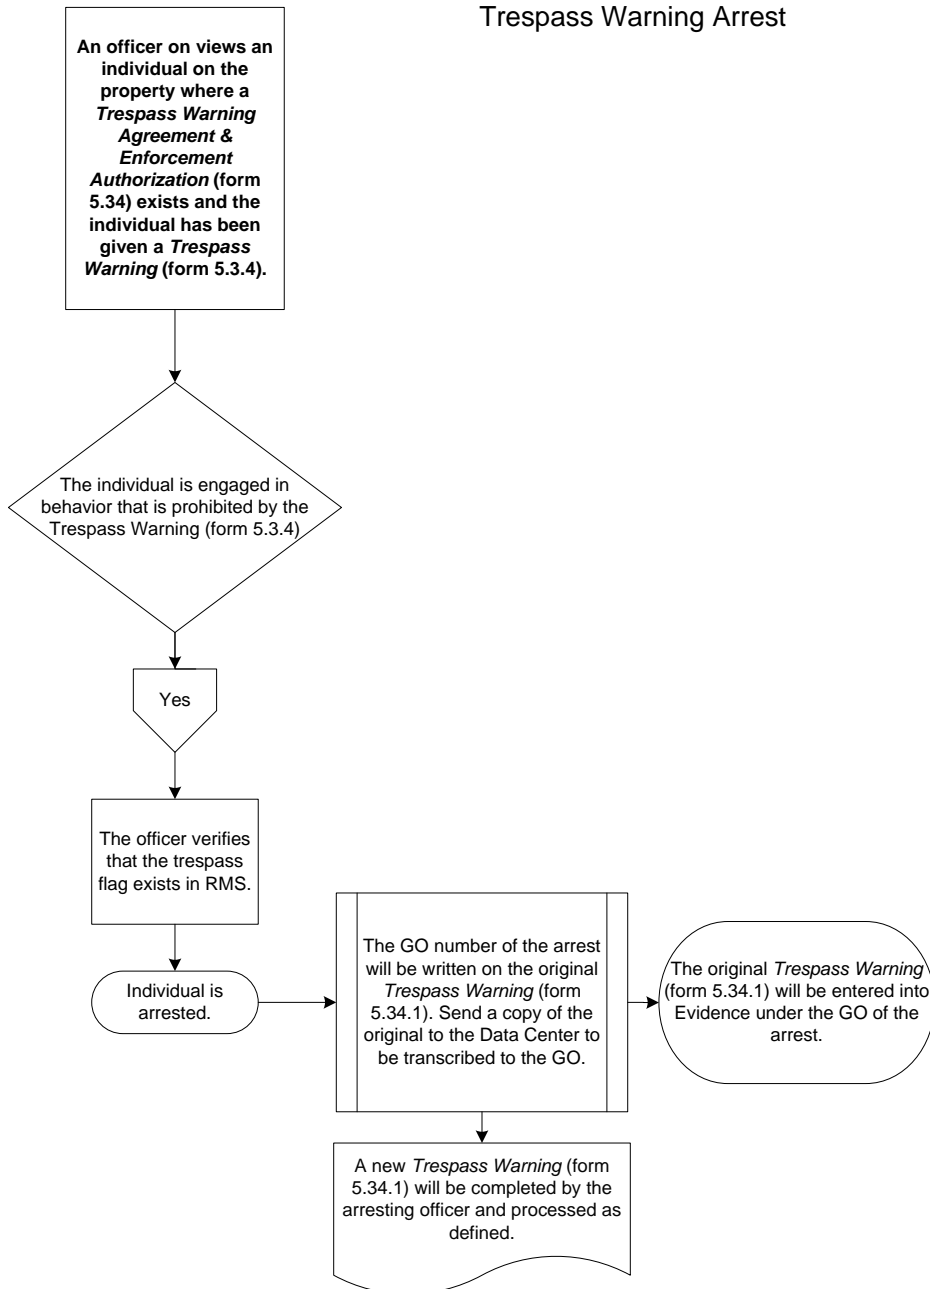 Trespass Warning Arrest
An officer on views an
individual on the
property where a
Trespass Warning
Agreement &
Enforcement
Authorization (form
5.34) exists and the
individual has been
given a Trespass
Warning (form 5.3.4).
The individual is engaged in
behavior that is prohibited by the
Trespass Warning (form 5.3.4)
Yes
The officer verifies
that the trespass
flag exists in RMS.
Individual is
arrested.
The GO number of the arrest
will be written on the original
Trespass Warning (form
5.34.1). Send a copy of the
original to the Data Center to
be transcribed to the GO.
The original Trespass Warning
(form 5.34.1) will be entered into
Evidence under the GO of the
arrest.
A new Trespass Warning (form
5.34.1) will be completed by the
arresting officer and processed as
defined.